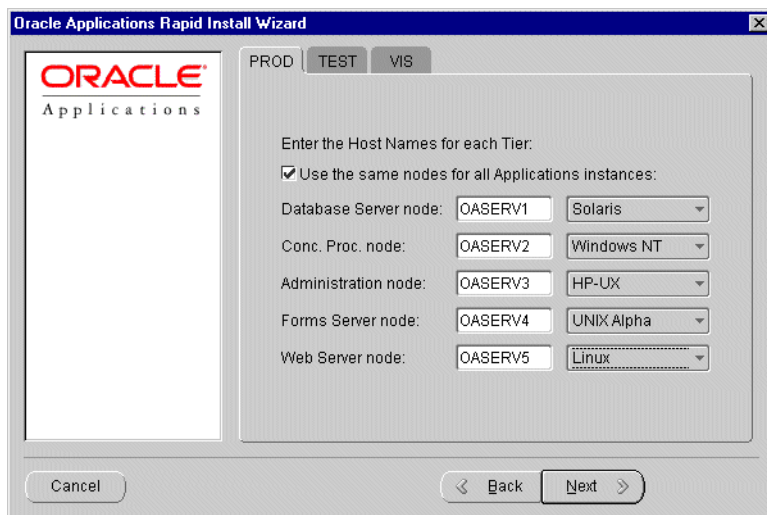 Oracle Applications Rapid Install Wizard
ORACLE
Applications
PROD TEST VIS
Enter the Host Names for each Tier:
Use the same nodes for all Applications instances:
Database Server node: OASERV1 Solaris
Conc. Proc. node: OASERV2 Windows NT
Administration node: OASERV3 HP-UX
Forms Server node: OASERV4 UNIX Alpha
Web Server node: OASERV5 Linux
Cancel Back Next